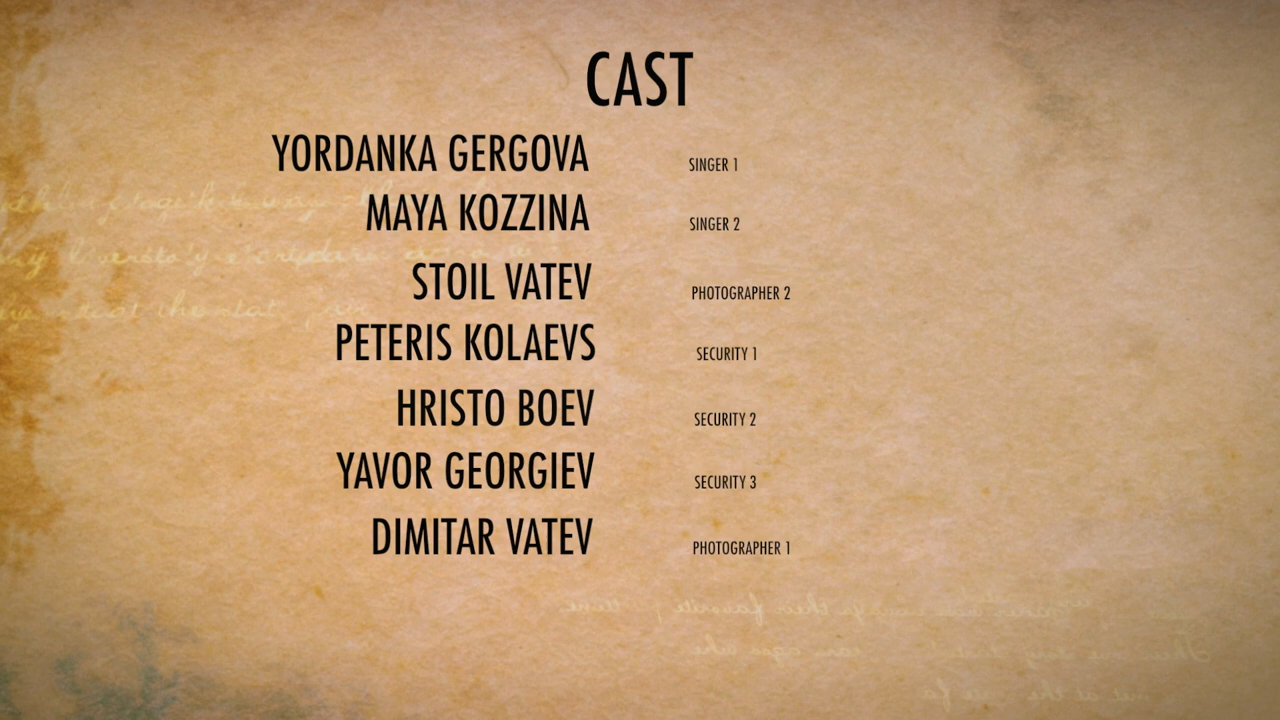 CAST
YORDANKA GERGOVA SINGER 1
MAYA KOZZINA SINGER 2
STOIL VATEV PHOTOGRAPHER 2
PETERIS KOLAEVS SECURITY 1
HRISTO BOEV SECURITY 2
YAVOR GEORGIEV SECURITY 3
DIMITAR VATEV PHOTOGRAPHER 1